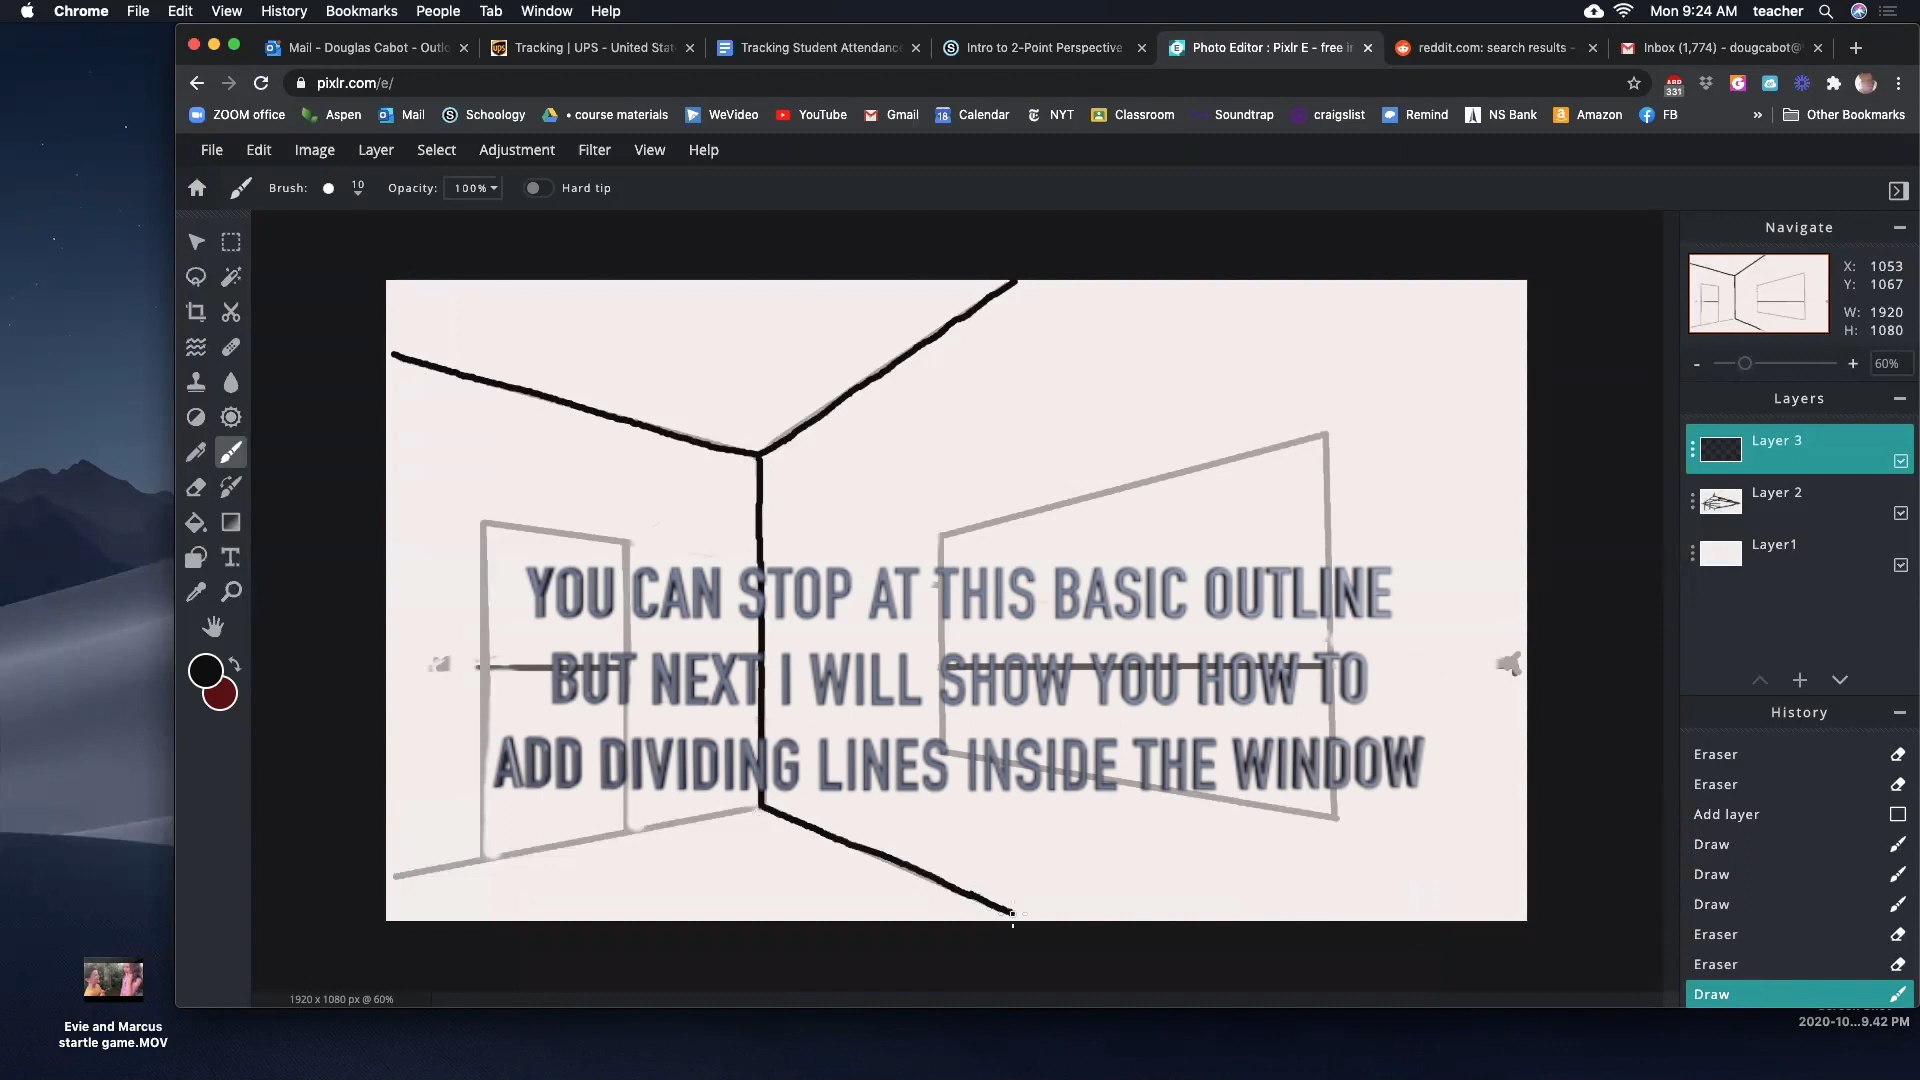 Chrome File Edit View History Bookmarks People Tab Window Help
Mon 9:24 AM teacher
Mail - Douglas Cabot - Outlo
Tracking | UPS - United Stat
Tracking Student Attendanc
Intro to 2-Point Perspective
Photo Editor : Pixlr E - free i
reddit.com: search results -
Inbox (1,774) - dougcabot@
pixlr.com/e/
ABP
331
ZOOM office Aspen Mail Schoology • course materials WeVideo YouTube Gmail 18 Calendar NYT Classroom Soundtrap craigslist Remind NS Bank Amazon FB » Other Bookmarks
File Edit Image Layer Select Adjustment Filter View Help
Brush: 10 Opacity: 100% Hard tip
Navigate
X: 1053
Y: 1067
W: 1920
H: 1080
- + 60%
Layers
Layer 3
Layer 2
Layer1
YOU CAN STOP AT THIS BASIC OUTLINE
BUT NEXT I WILL SHOW YOU HOW TO
ADD DIVIDING LINES INSIDE THE WINDOW
History
Eraser
Eraser
Add layer
Draw
Draw
Draw
Eraser
Eraser
Draw
1920 x 1080 px @ 60%
Evie and Marcus
startle game.MOV
2020-10...9.42 PM